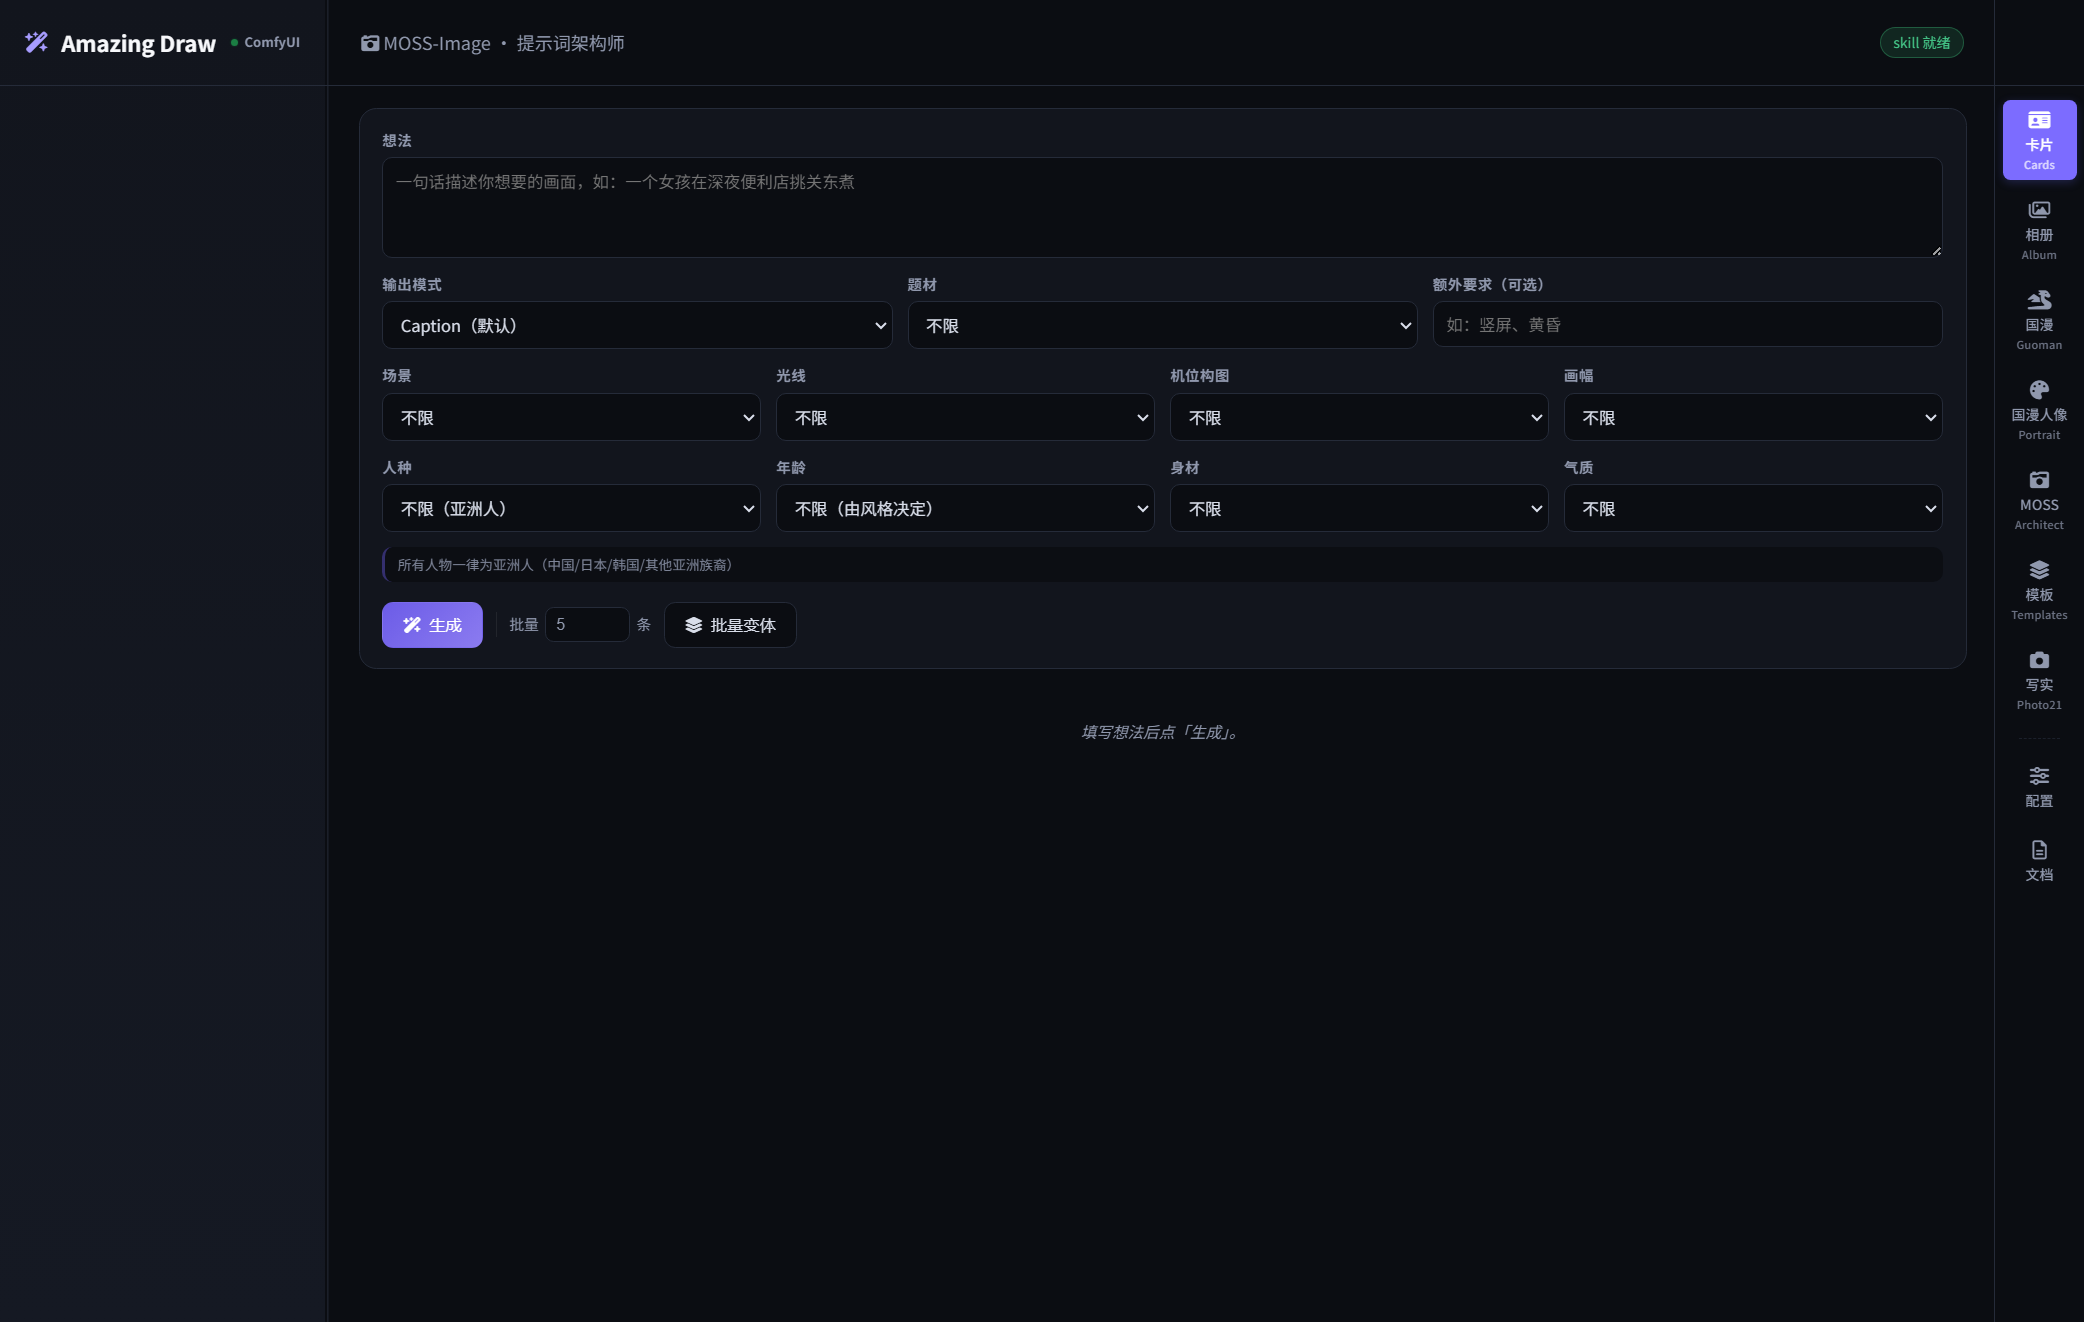 Amazing Draw ComfyUI
MOSS-Image · 提示词架构师
skill 就绪
想法
一句话描述你想要的画面，如：一个女孩在深夜便利店挑关东煮
输出模式 题材 额外要求（可选）
Caption（默认） 不限 如：竖屏、黄昏
场景 光线 机位构图 画幅
不限 不限 不限 不限
人种 年龄 身材 气质
不限（亚洲人） 不限（由风格决定） 不限 不限
所有人物一律为亚洲人（中国/日本/韩国/其他亚洲族裔）
生成 批量 5 条 批量变体
填写想法后点「生成」。
卡片
Cards
相册
Album
国漫
Guoman
国漫人像
Portrait
MOSS
Architect
模板
Templates
写实
Photo21
配置
文档